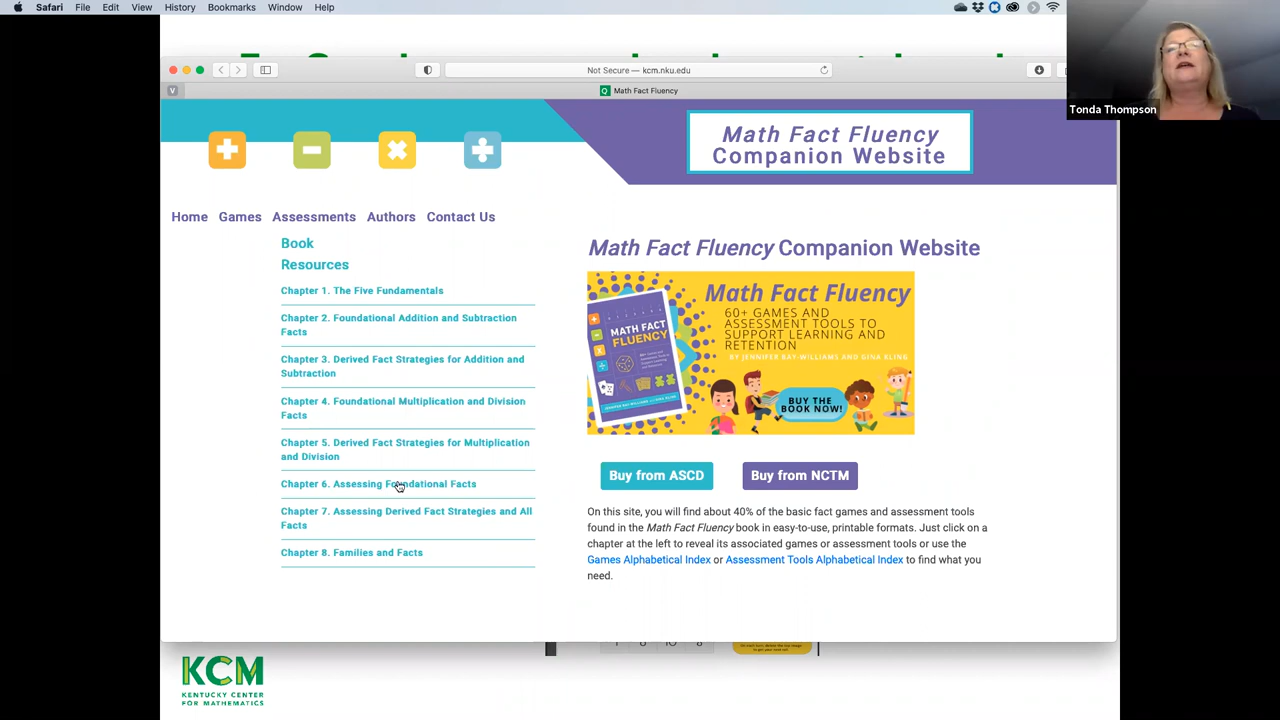 Safari File Edit View History Bookmarks Window Help
Not Secure — kcm.nku.edu
Math Fact Fluency
Tonda Thompson
Math Fact Fluency
Companion Website
Home Games Assessments Authors Contact Us
Book
Resources
Chapter 1. The Five Fundamentals
Chapter 2. Foundational Addition and Subtraction
Facts
Chapter 3. Derived Fact Strategies for Addition and
Subtraction
Chapter 4. Foundational Multiplication and Division
Facts
Chapter 5. Derived Fact Strategies for Multiplication
and Division
Chapter 6. Assessing Foundational Facts
Chapter 7. Assessing Derived Fact Strategies and All
Facts
Chapter 8. Families and Facts
Math Fact Fluency Companion Website
Math Fact Fluency
60+ GAMES AND
ASSESSMENT TOOLS TO
SUPPORT LEARNING AND
RETENTION
BY JENNIFER BAY-WILLIAMS AND GINA KLING
MATH FACT
FLUENCY
BUY THE
BOOK NOW!
Buy from ASCD
Buy from NCTM
On this site, you will find about 40% of the basic fact games and assessment tools
found in the Math Fact Fluency book in easy-to-use, printable formats. Just click on a
chapter at the left to reveal its associated games or assessment tools or use the
Games Alphabetical Index or Assessment Tools Alphabetical Index to find what you
need.
KCM
KENTUCKY CENTER
FOR MATHEMATICS